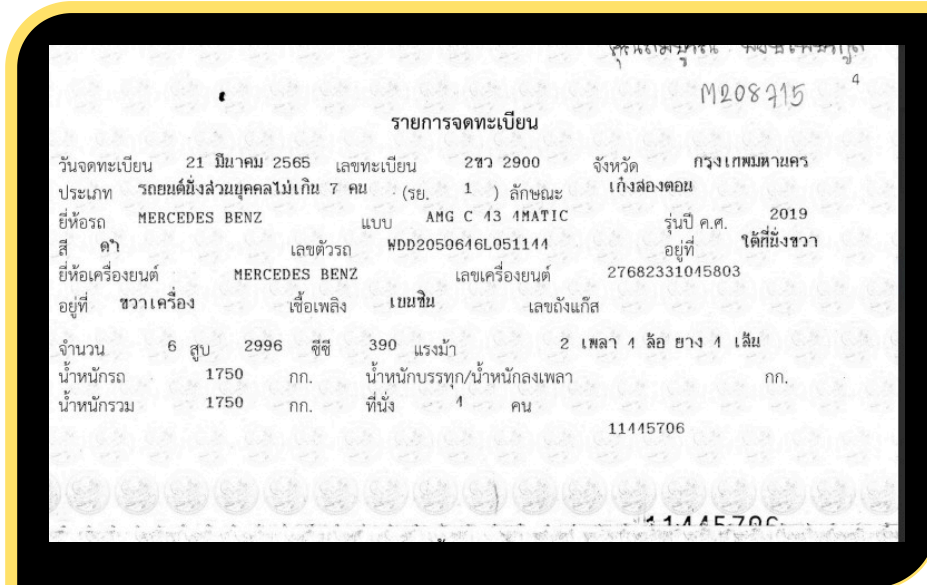 M208715 4
รายการจดทะเบียน
วันจดทะเบียน 21 มีนาคม 2565 เลขทะเบียน 2ขว 2900 จังหวัด กรุงเทพมหานคร
ประเภท รถยนต์นั่งส่วนบุคคลไม่เกิน 7 คน (รย. 1 ) ลักษณะ เก๋งสองตอน
ยี่ห้อรถ MERCEDES BENZ แบบ AMG C 43 4MATIC รุ่นปี ค.ศ. 2019
สี ดำ เลขตัวรถ WDD2050646L051144 อยู่ที่ ใต้ที่นั่งขวา
ยี่ห้อเครื่องยนต์ MERCEDES BENZ เลขเครื่องยนต์ 27682331045803
อยู่ที่ ขวาเครื่อง เชื้อเพลิง เบนซิน เลขถังแก๊ส
จำนวน 6 สูบ 2996 ซีซี 390 แรงม้า 2 เพลา 4 ล้อ ยาง 4 เส้น
น้ำหนักรถ 1750 กก. น้ำหนักบรรทุก/น้ำหนักลงเพลา กก.
น้ำหนักรวม 1750 กก. ที่นั่ง 4 คน
11445706
11445706